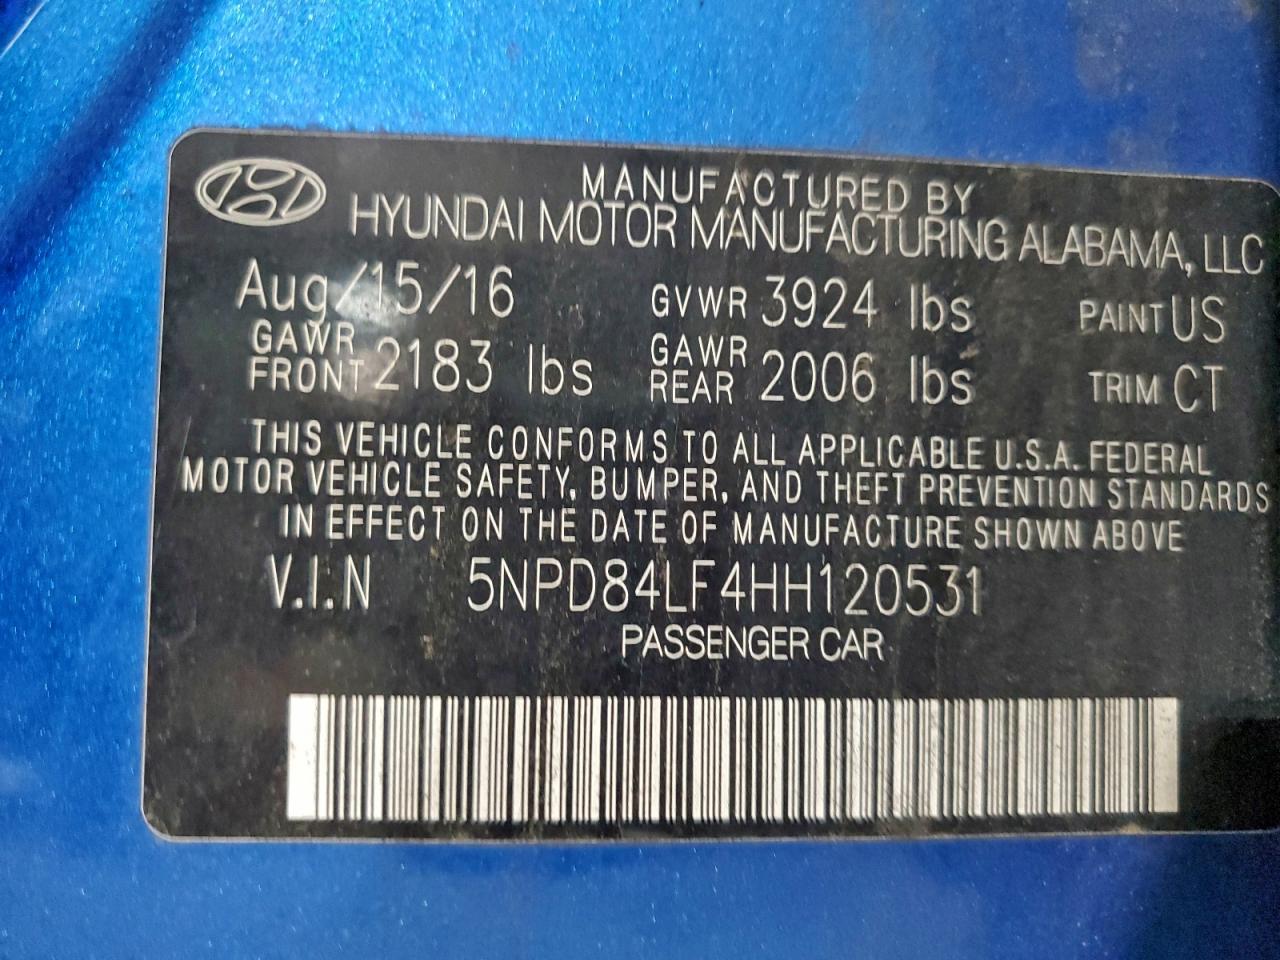 MANUFACTURED BY
HYUNDAI MOTOR MANUFACTURING ALABAMA, LLC
Aug/15/16 GVWR 3924 lbs PAINT US
GAWR FRONT 2183 lbs GAWR REAR 2006 lbs TRIM CT
THIS VEHICLE CONFORMS TO ALL APPLICABLE U.S.A. FEDERAL
MOTOR VEHICLE SAFETY, BUMPER, AND THEFT PREVENTION STANDARDS
IN EFFECT ON THE DATE OF MANUFACTURE SHOWN ABOVE
V.I.N 5NPD84LF4HH120531
PASSENGER CAR